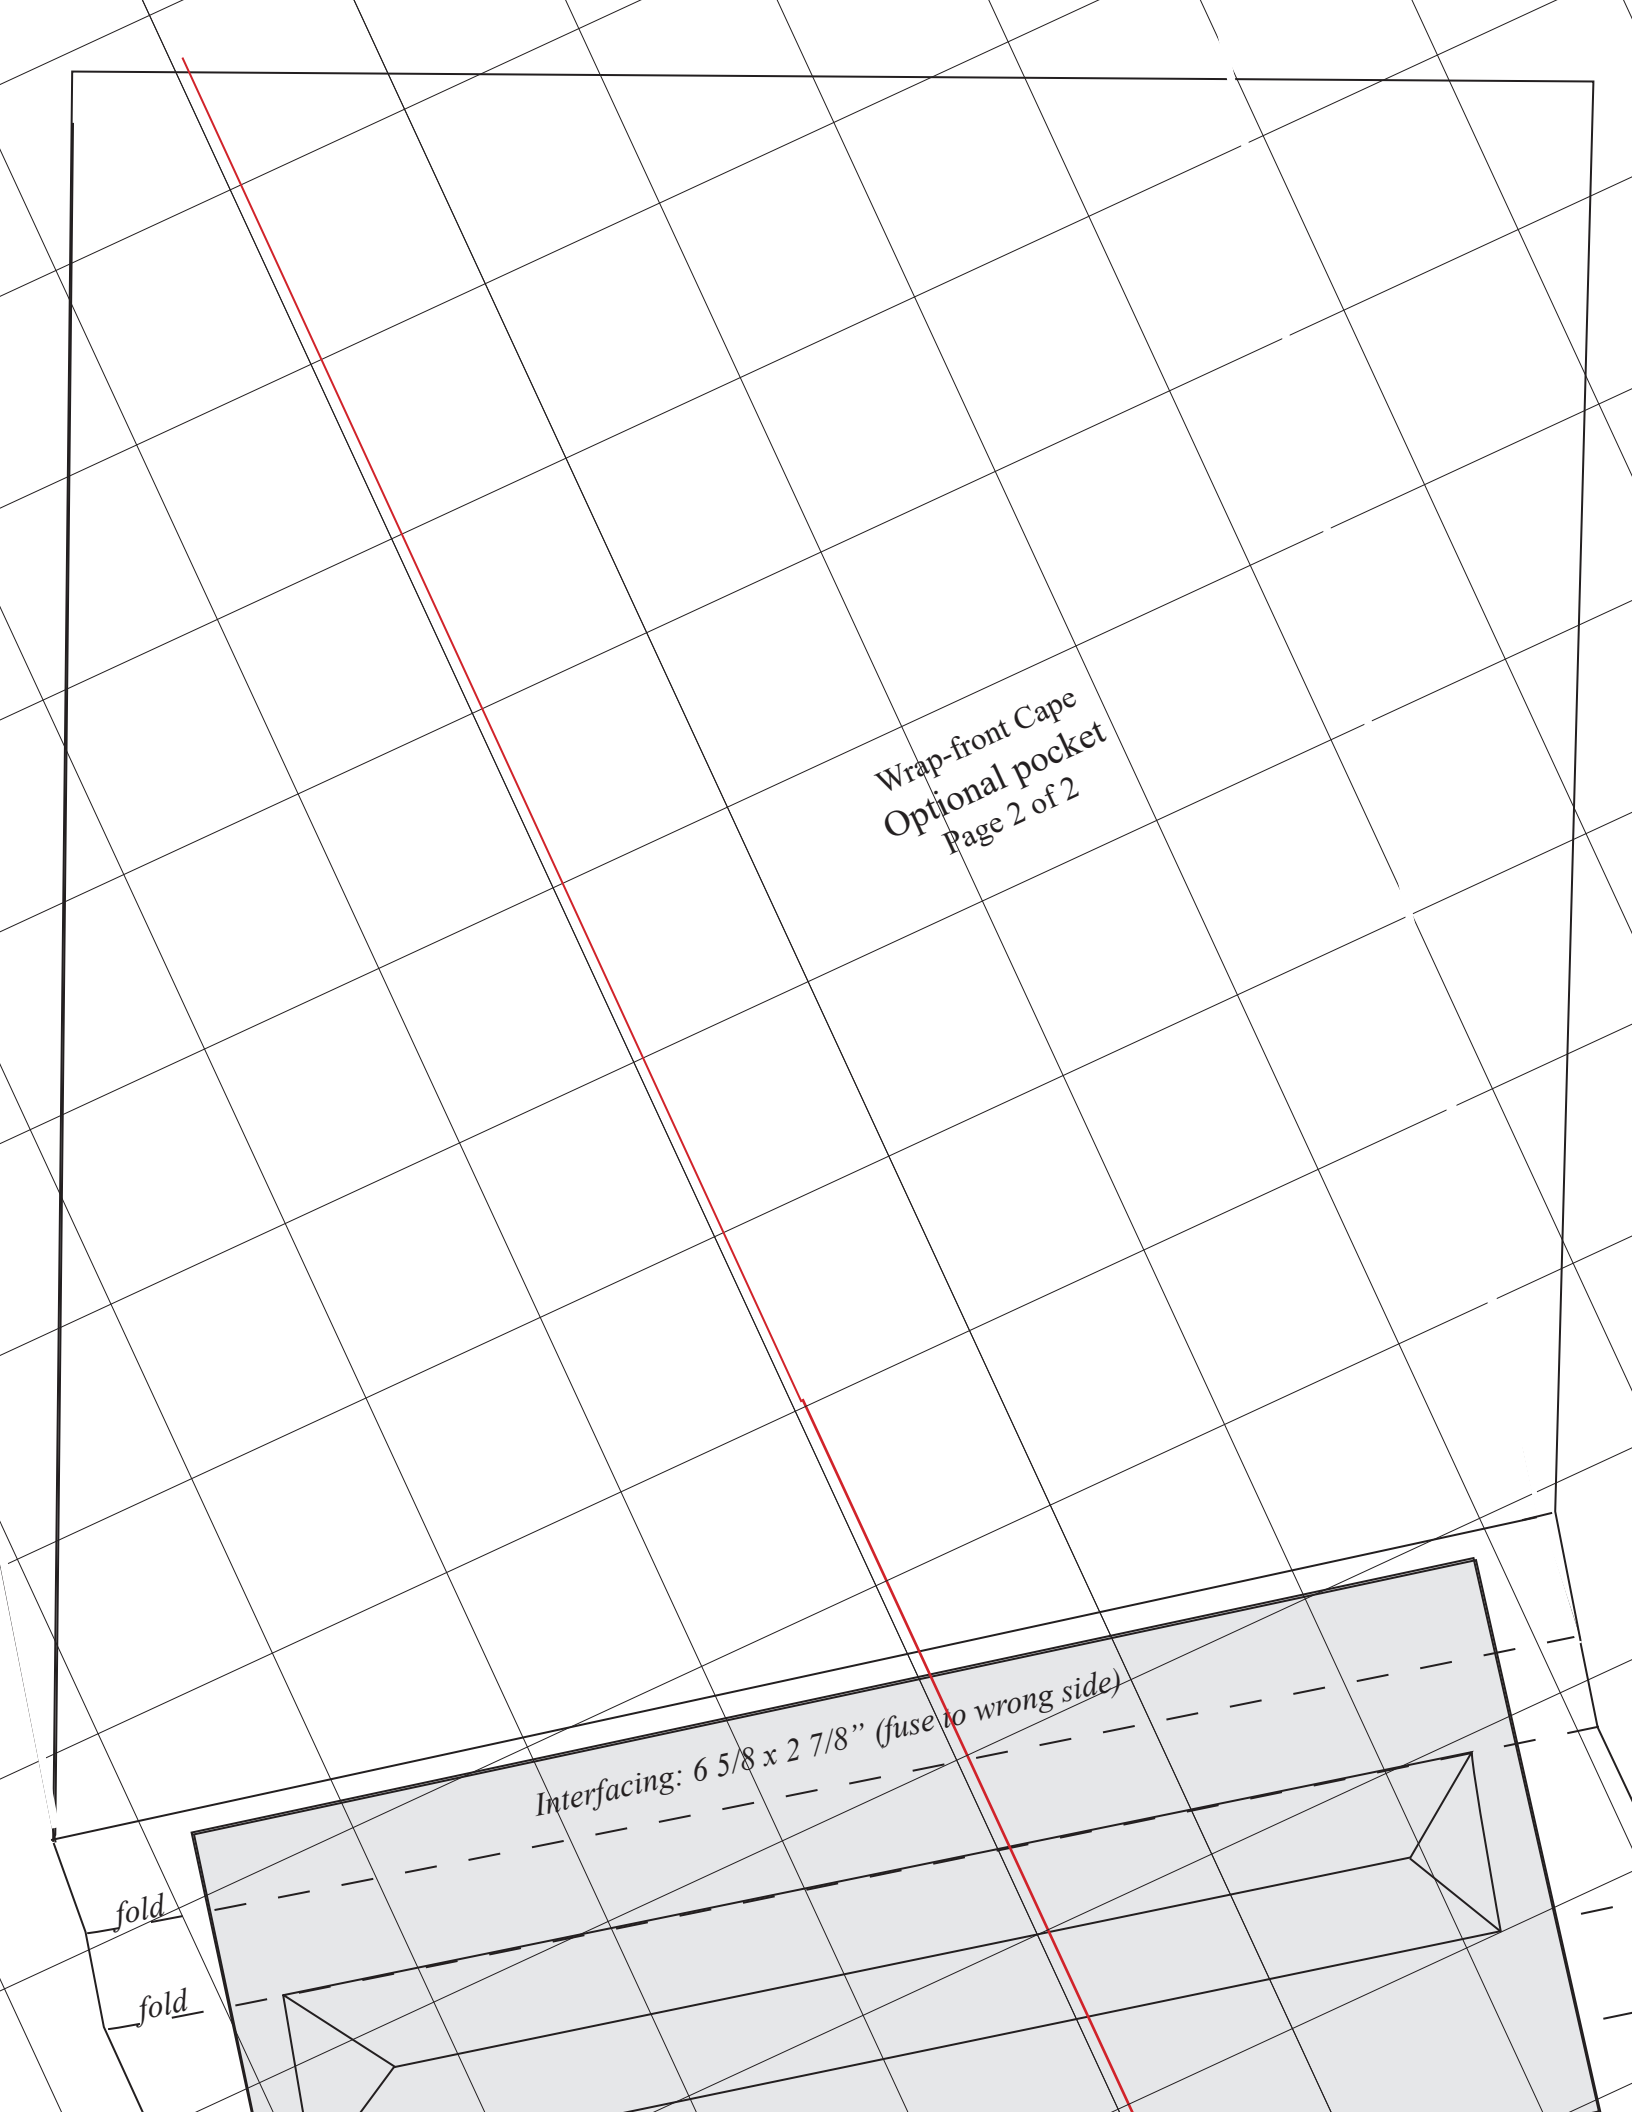 Wrap-front Cape
Optional pocket
Page 2 of 2
Interfacing: 6 5/8 x 2 7/8” (fuse to wrong side)
fold
fold